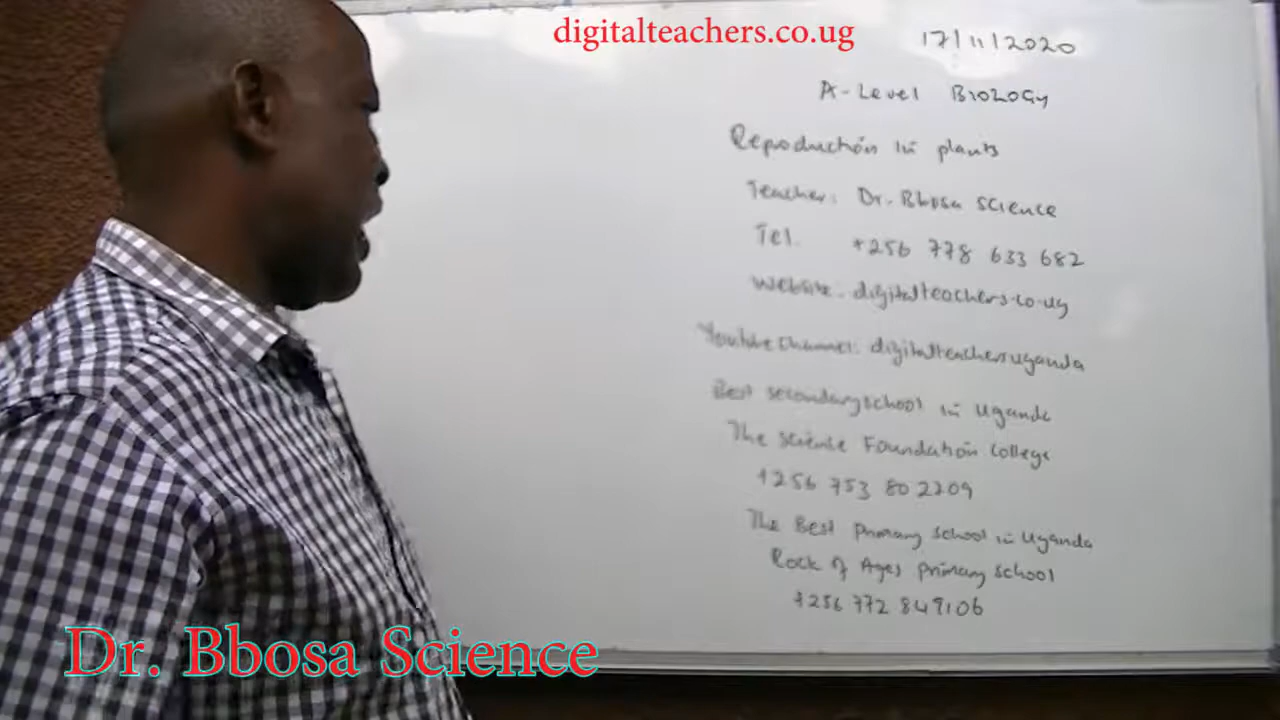 digitalteachers.co.ug
17/11/2020
A-Level BIOLOGY
Reproduction in plants
Teacher: Dr. Bbosa Science
Tel. +256 778 633 682
Website. digitalteachers.co.ug
Youtube channel: digitalteachersuganda
Best secondary school in Uganda
The science Foundation College
+256 753 80 2209
The Best Primary school in Uganda
Rock of Ages primary school
+256 772 849106
Dr. Bbosa Science